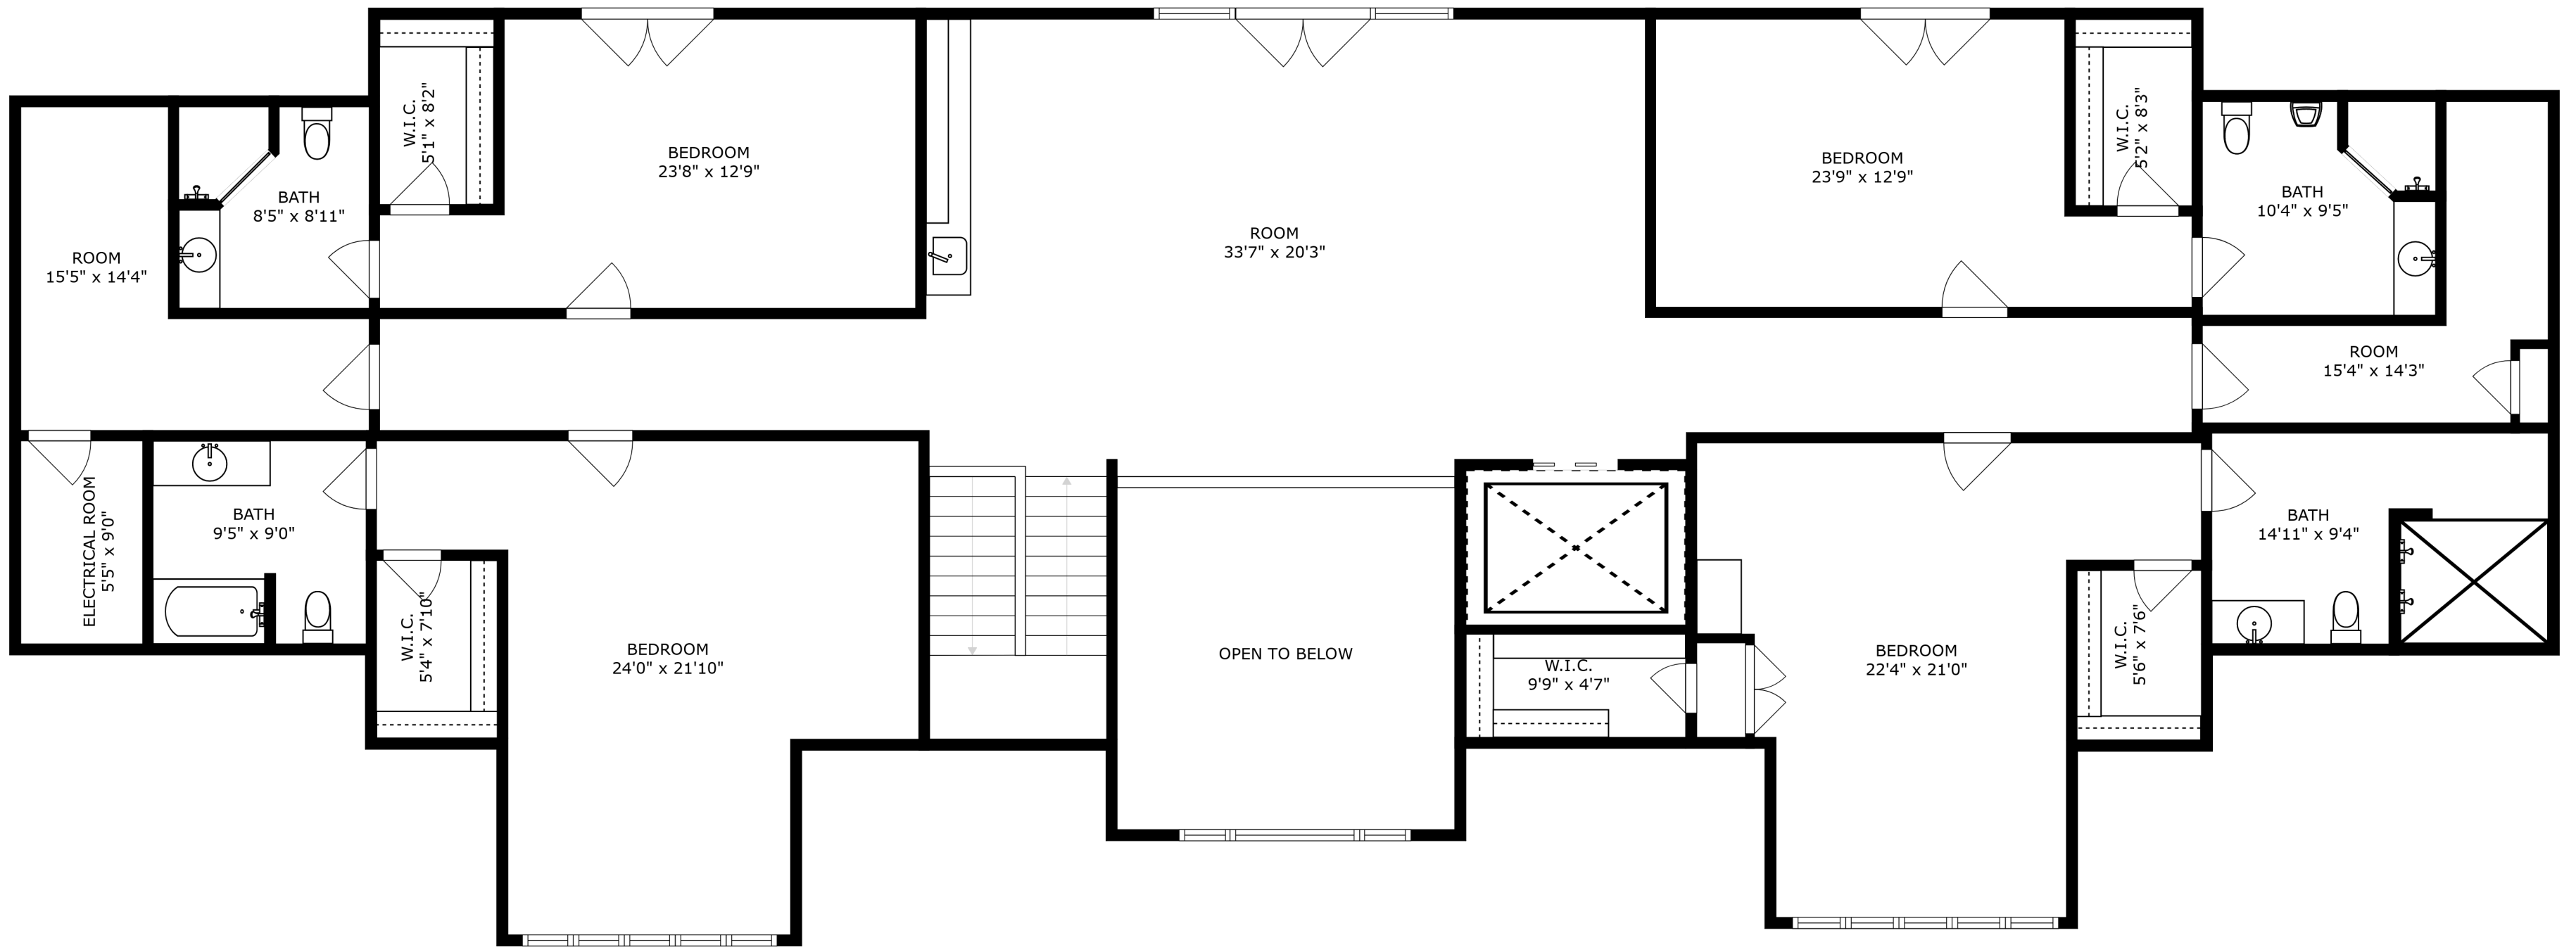 W.I.C.
5'1" x 8'2"
BEDROOM
23'8" x 12'9"
BEDROOM
23'9" x 12'9"
W.I.C.
5'2" x 8'3"
BATH
8'5" x 8'11"
BATH
10'4" x 9'5"
ROOM
15'5" x 14'4"
ROOM
33'7" x 20'3"
ROOM
15'4" x 14'3"
ELECTRICAL ROOM
5'5" x 9'0"
BATH
9'5" x 9'0"
BATH
14'11" x 9'4"
W.I.C.
5'4" x 7'10"
BEDROOM
24'0" x 21'10"
OPEN TO BELOW
W.I.C.
9'9" x 4'7"
BEDROOM
22'4" x 21'0"
W.I.C.
5'6" x 7'6"